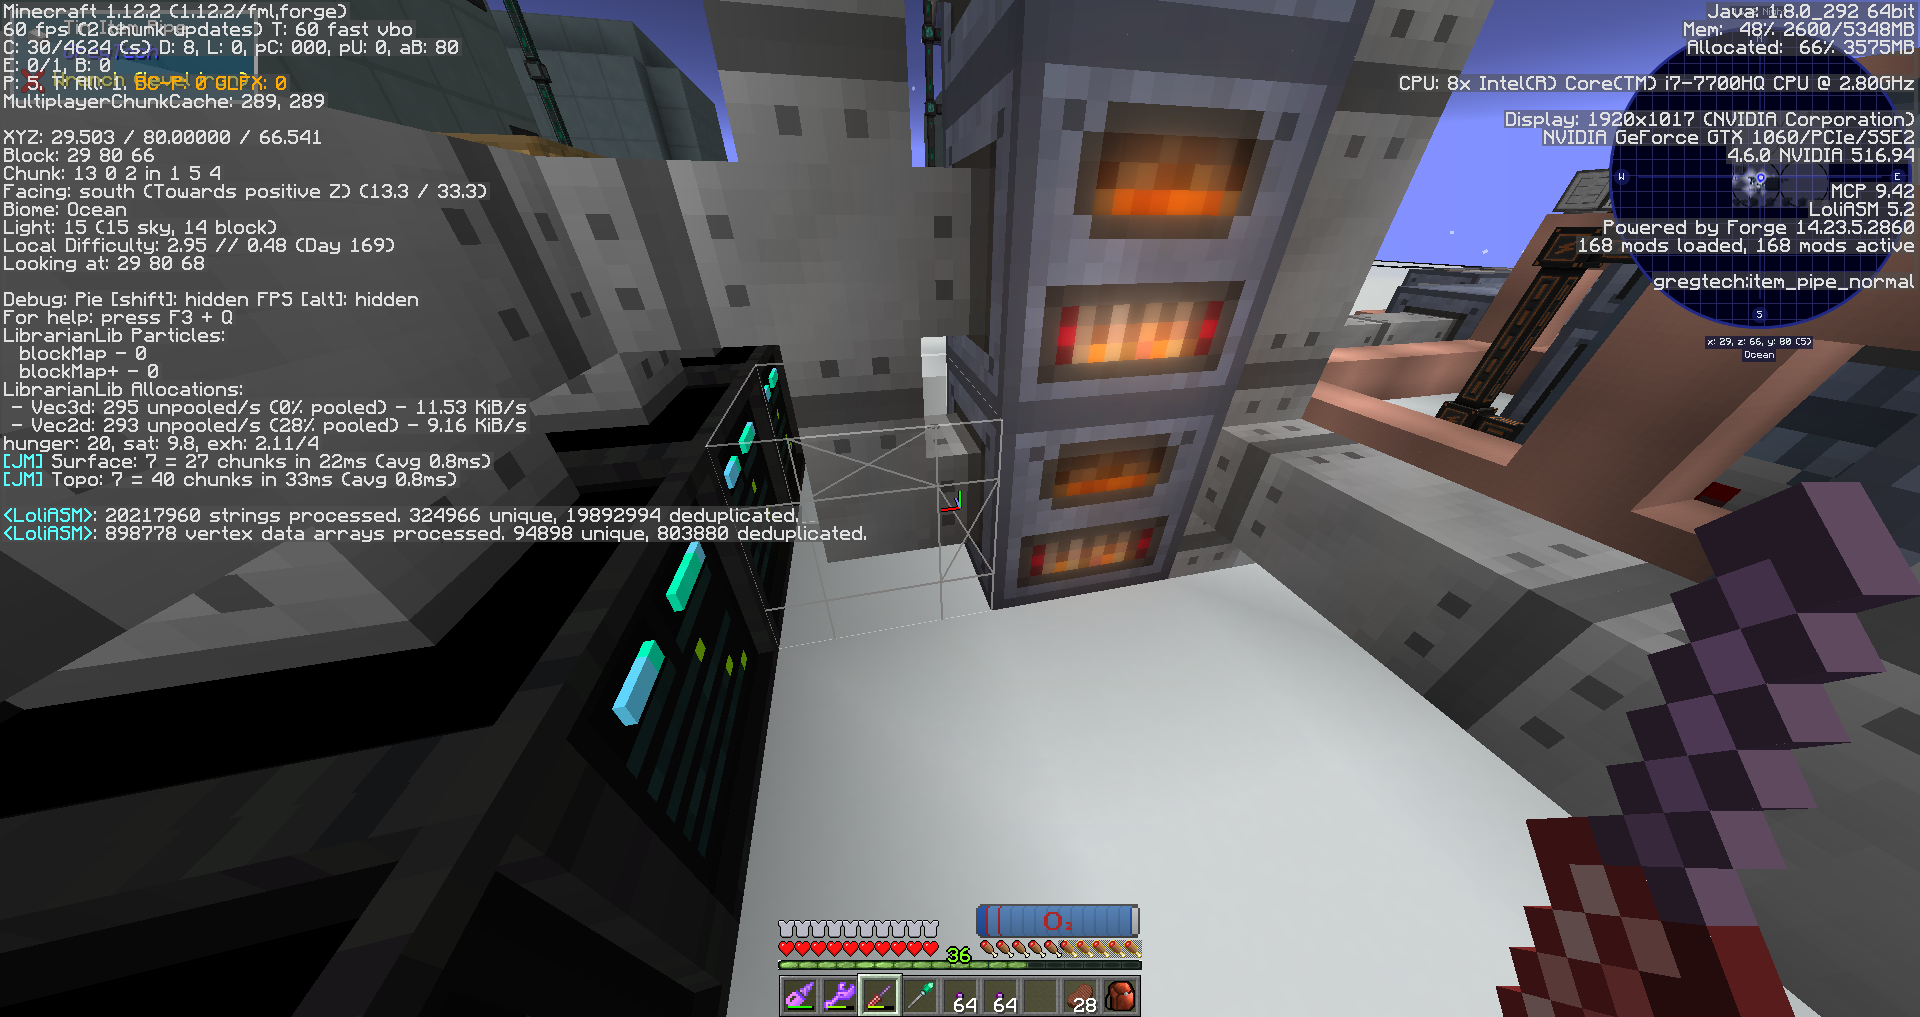 Minecraft 1.12.2 (1.12.2/fml,forge)
60 fps (2 chunk updates) T: 60 fast vbo
C: 30/4624 (s) D: 8, L: 0, pC: 000, pU: 0, aB: 80
E: 0/1, B: 0
P: 5. T: All: 1.
MultiplayerChunkCache: 289, 289
XYZ: 29.503 / 80.00000 / 66.541
Block: 29 80 66
Chunk: 13 0 2 in 1 5 4
Facing: south (Towards positive Z) (13.3 / 33.3)
Biome: Ocean
Light: 15 (15 sky, 14 block)
Local Difficulty: 2.95 // 0.48 (Day 169)
Looking at: 29 80 68
Debug: Pie [shift]: hidden FPS [alt]: hidden
For help: press F3 + Q
LibrarianLib Particles:
blockMap - 0
blockMap+ - 0
LibrarianLib Allocations:
- Vec3d: 295 unpooled/s (0% pooled) - 11.53 KiB/s
- Vec2d: 293 unpooled/s (28% pooled) - 9.16 KiB/s
hunger: 20, sat: 9.8, exh: 2.11/4
[JM] Surface: 7 = 27 chunks in 22ms (avg 0.8ms)
[JM] Topo: 7 = 40 chunks in 33ms (avg 0.8ms)
<LoliASM>: 20217960 strings processed. 324966 unique, 19892994 deduplicated.
<LoliASM>: 898778 vertex data arrays processed. 94898 unique, 803880 deduplicated.
Java: 1.8.0_292 64bit
Mem: 48% 2600/5348MB
Allocated: 66% 3575MB
CPU: 8x Intel(R) Core(TM) i7-7700HQ CPU @ 2.80GHz
Display: 1920x1017 (NVIDIA Corporation)
NVIDIA GeForce GTX 1060/PCIe/SSE2
4.6.0 NVIDIA 516.94
MCP 9.42
LoliASM 5.2
Powered by Forge 14.23.5.2860
168 mods loaded, 168 mods active
gregtech:item_pipe_normal
W
E
S
x: 29, z: 66, y: 80 (5)
Ocean
O₂
36
64
64
28